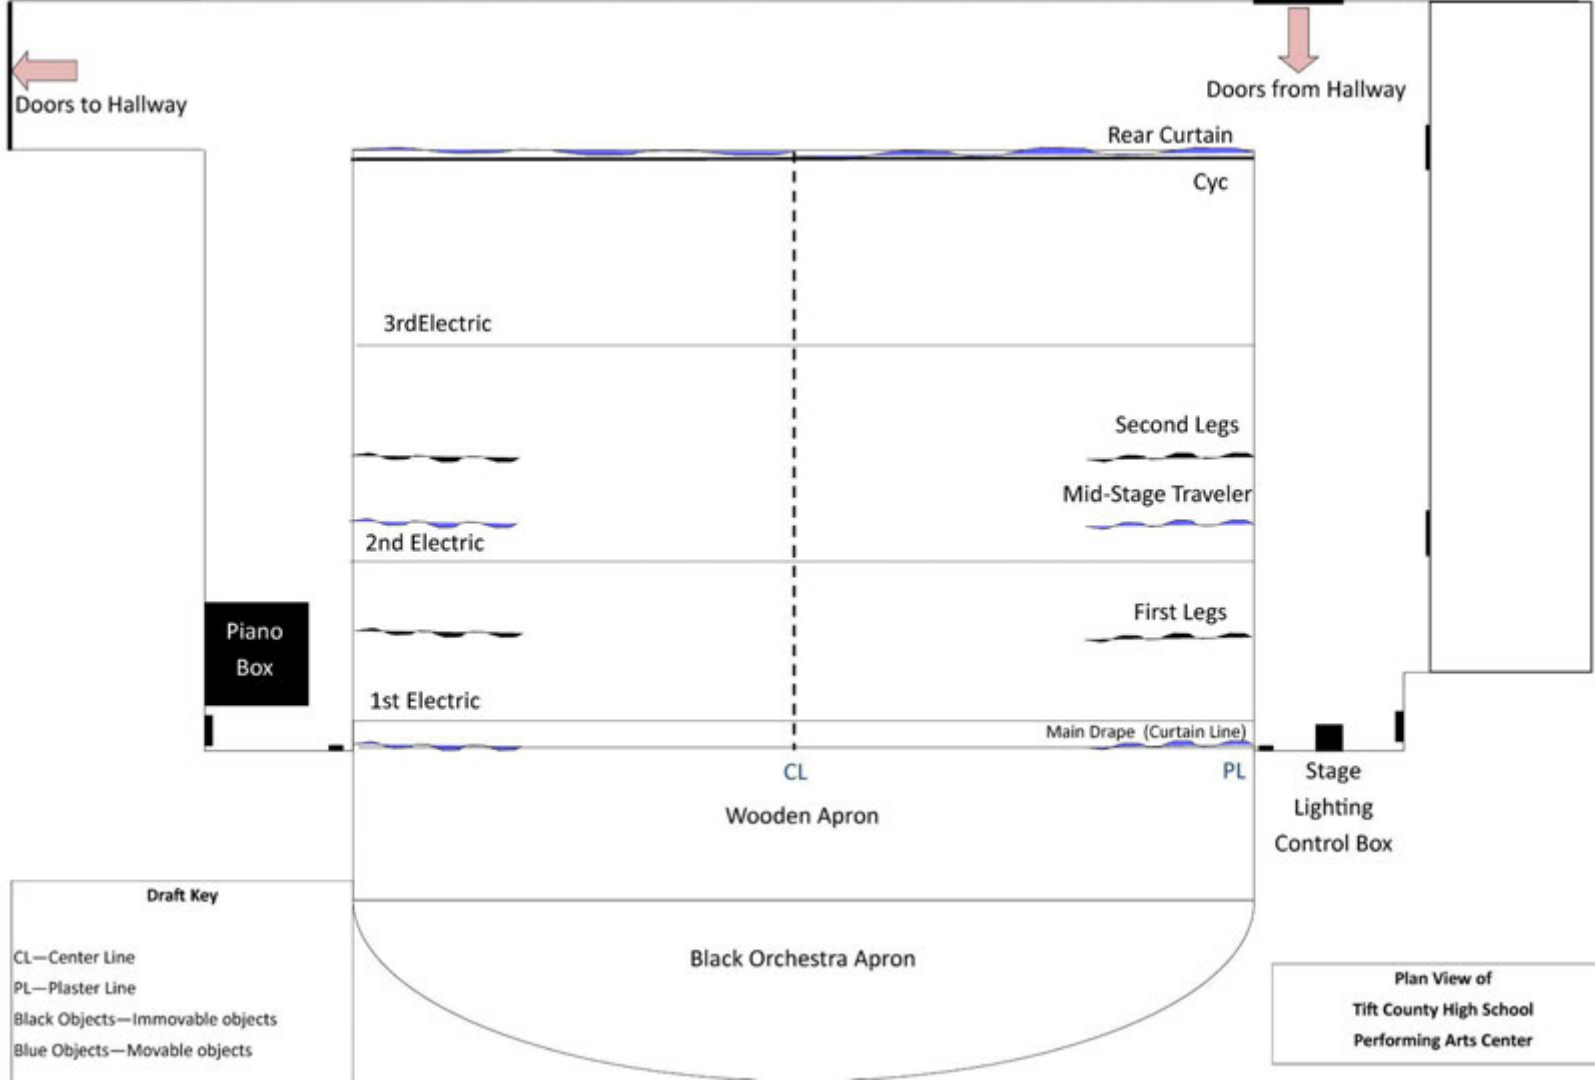 Doors to Hallway
Doors from Hallway
Rear Curtain
Cyc
3rdElectric
Second Legs
Mid-Stage Traveler
2nd Electric
First Legs
Piano
Box
1st Electric
Main Drape (Curtain Line)
CL
PL
Stage
Lighting
Control Box
Wooden Apron
Draft Key
CL—Center Line
PL—Plaster Line
Black Objects—Immovable objects
Blue Objects—Movable objects
Black Orchestra Apron
Plan View of
Tift County High School
Performing Arts Center